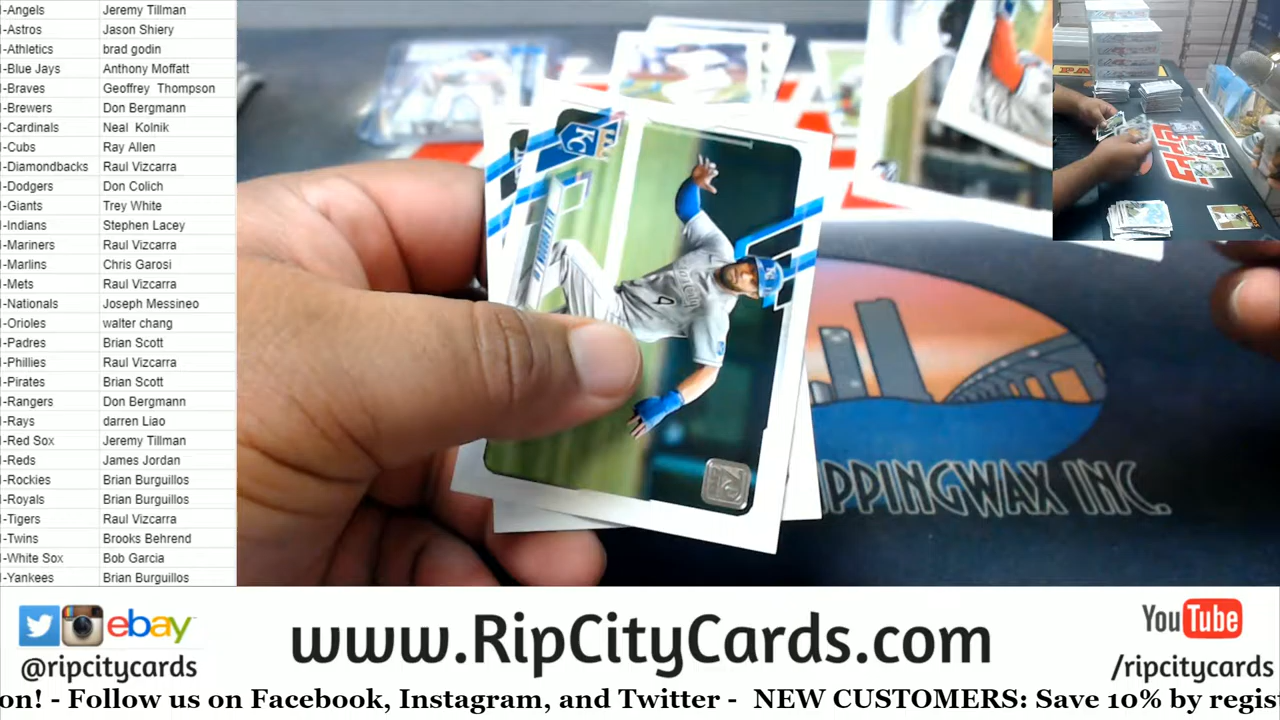 -Angels Jeremy Tillman
-Astros Jason Shiery
-Athletics brad godin
-Blue Jays Anthony Moffatt
-Braves Geoffrey Thompson
-Brewers Don Bergmann
-Cardinals Neal Kolnik
-Cubs Ray Allen
-Diamondbacks Raul Vizcarra
-Dodgers Don Colich
-Giants Trey White
-Indians Stephen Lacey
-Mariners Raul Vizcarra
-Marlins Chris Garosi
-Mets Raul Vizcarra
-Nationals Joseph Messineo
-Orioles walter chang
-Padres Brian Scott
-Phillies Raul Vizcarra
-Pirates Brian Scott
-Rangers Don Bergmann
-Rays darren Liao
-Red Sox Jeremy Tillman
-Reds James Jordan
-Rockies Brian Burguillos
-Royals Brian Burguillos
-Tigers Raul Vizcarra
-Twins Brooks Behrend
-White Sox Bob Garcia
-Yankees Brian Burguillos
KC
4
PPINGWAX INC.
ebay
@ripcitycards
www.RipCityCards.com
YouTube
/ripcitycards
on! - Follow us on Facebook, Instagram, and Twitter - NEW CUSTOMERS: Save 10% by regis